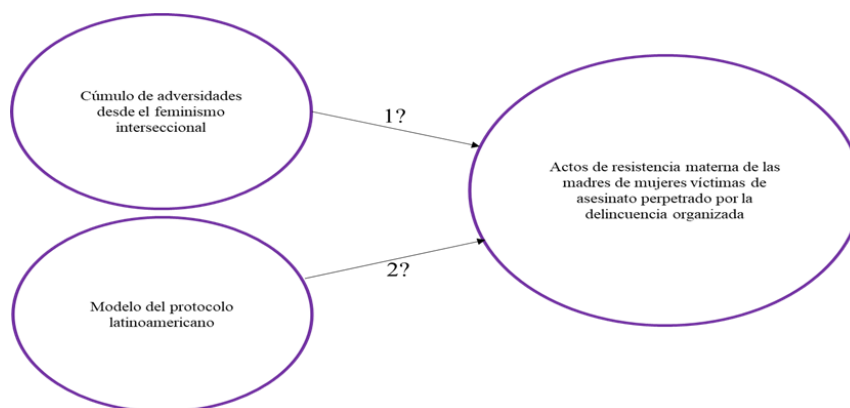 Cúmulo de adversidades
desde el feminismo
interseccional
1?
Actos de resistencia materna de las
madres de mujeres víctimas de
asesinato perpetrado por la
delincuencia organizada
2?
Modelo del protocolo
latinoamericano